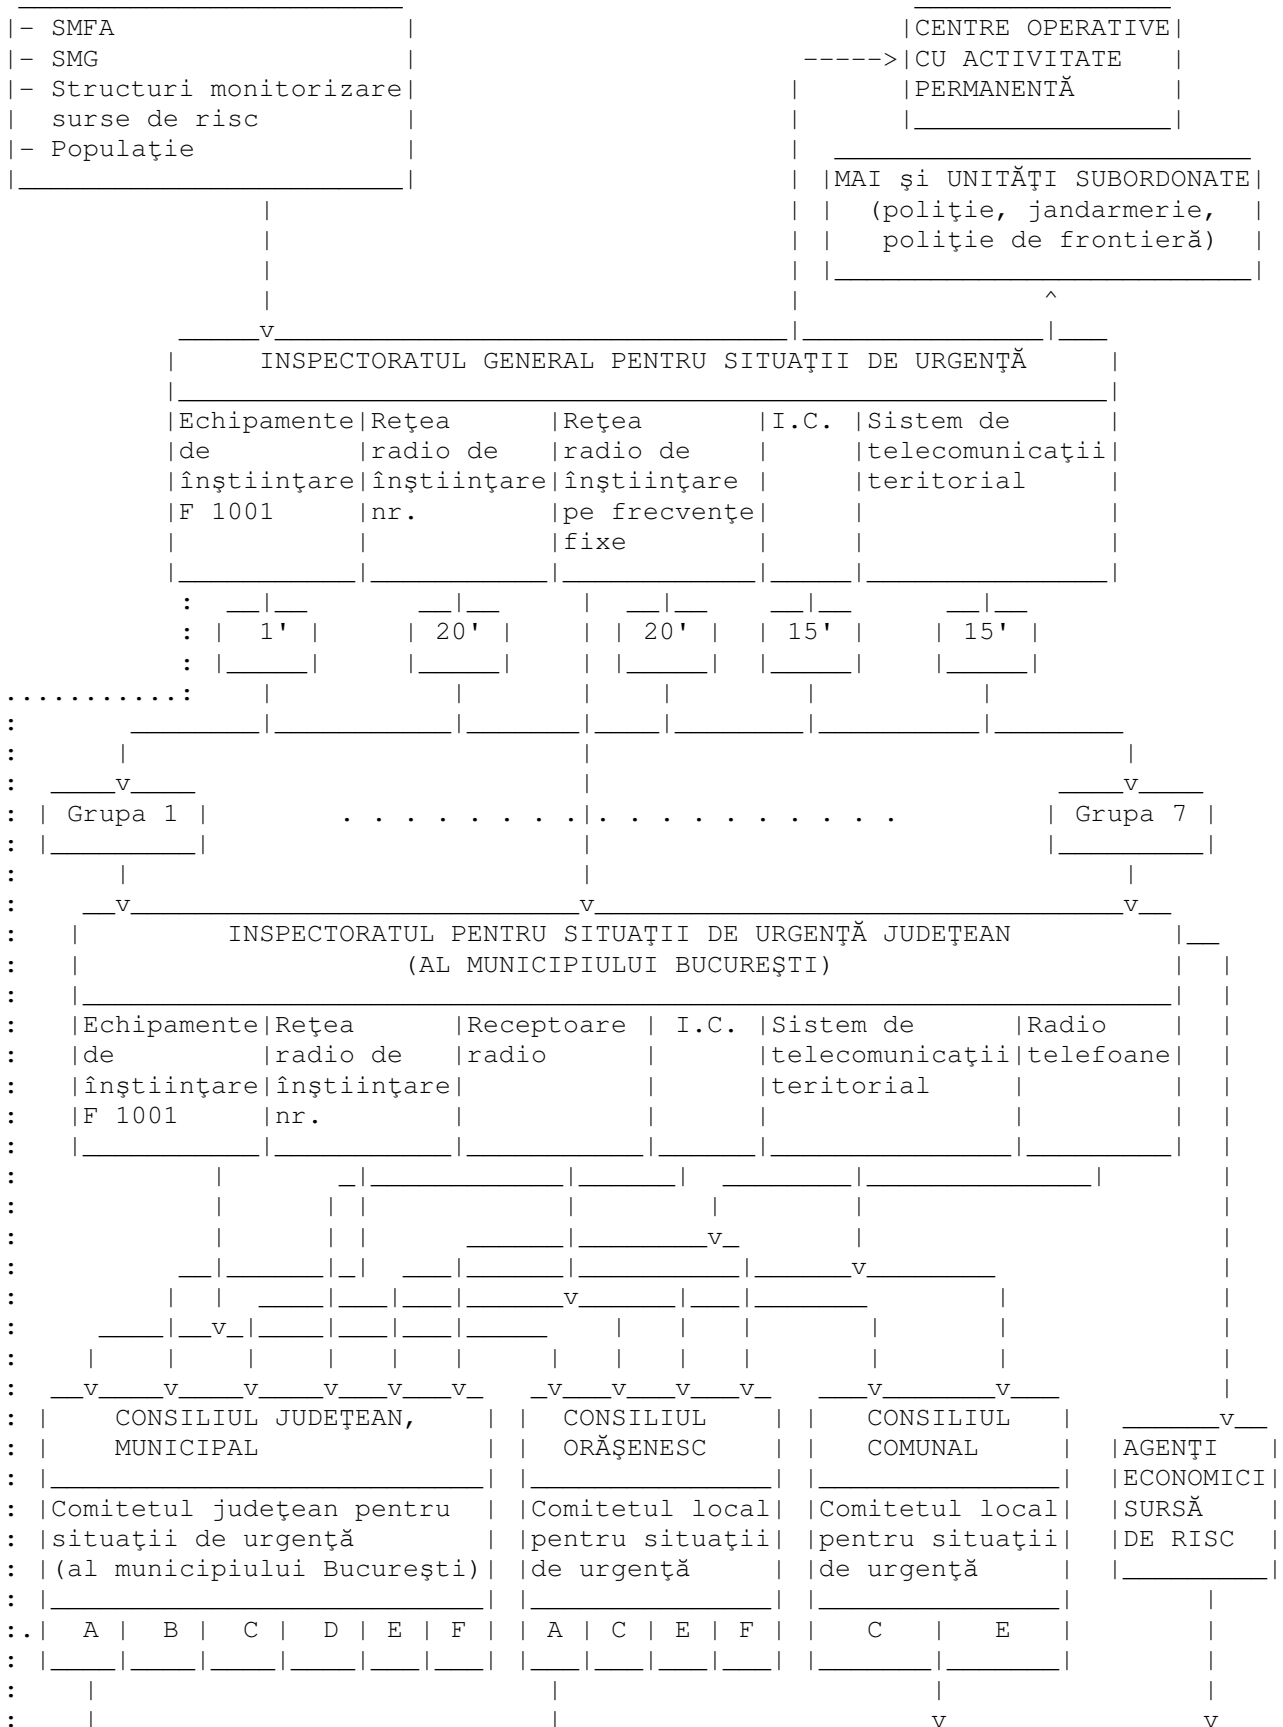 - SMFA
- SMG
- Structuri monitorizare
surse de risc
- Populaţie
CENTRE OPERATIVE
CU ACTIVITATE
PERMANENTĂ
MAI şi UNITĂŢI SUBORDONATE
(poliţie, jandarmerie,
poliţie de frontieră)
INSPECTORATUL GENERAL PENTRU SITUAŢII DE URGENŢĂ
Echipamente
de
înştiinţare
F 1001
Reţea
radio de
înştiinţare
nr.
Reţea
radio de
înştiinţare
pe frecvenţe
fixe
I.C.
Sistem de
telecomunicaţii
teritorial
1'
20'
20'
15'
15'
Grupa 1
Grupa 7
INSPECTORATUL PENTRU SITUAŢII DE URGENŢĂ JUDEŢEAN
(AL MUNICIPIULUI BUCUREŞTI)
Echipamente
de
înştiinţare
F 1001
Reţea
radio de
înştiinţare
nr.
Receptoare
radio
I.C.
Sistem de
telecomunicaţii
teritorial
Radio
telefoane
CONSILIUL JUDEŢEAN,
MUNICIPAL
Comitetul judeţean pentru
situaţii de urgenţă
(al municipiului Bucureşti)
A B C D E F
CONSILIUL
ORĂŞENESC
Comitetul local
pentru situaţii
de urgenţă
A C E F
CONSILIUL
COMUNAL
Comitetul local
pentru situaţii
de urgenţă
C E
AGENŢI
ECONOMICI
SURSĂ
DE RISC